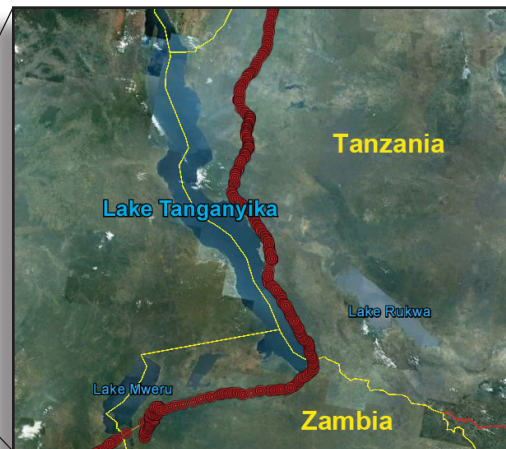 Tanzania
Lake Tanganyika
Lake Rukwa
Lake Mweru
Zambia